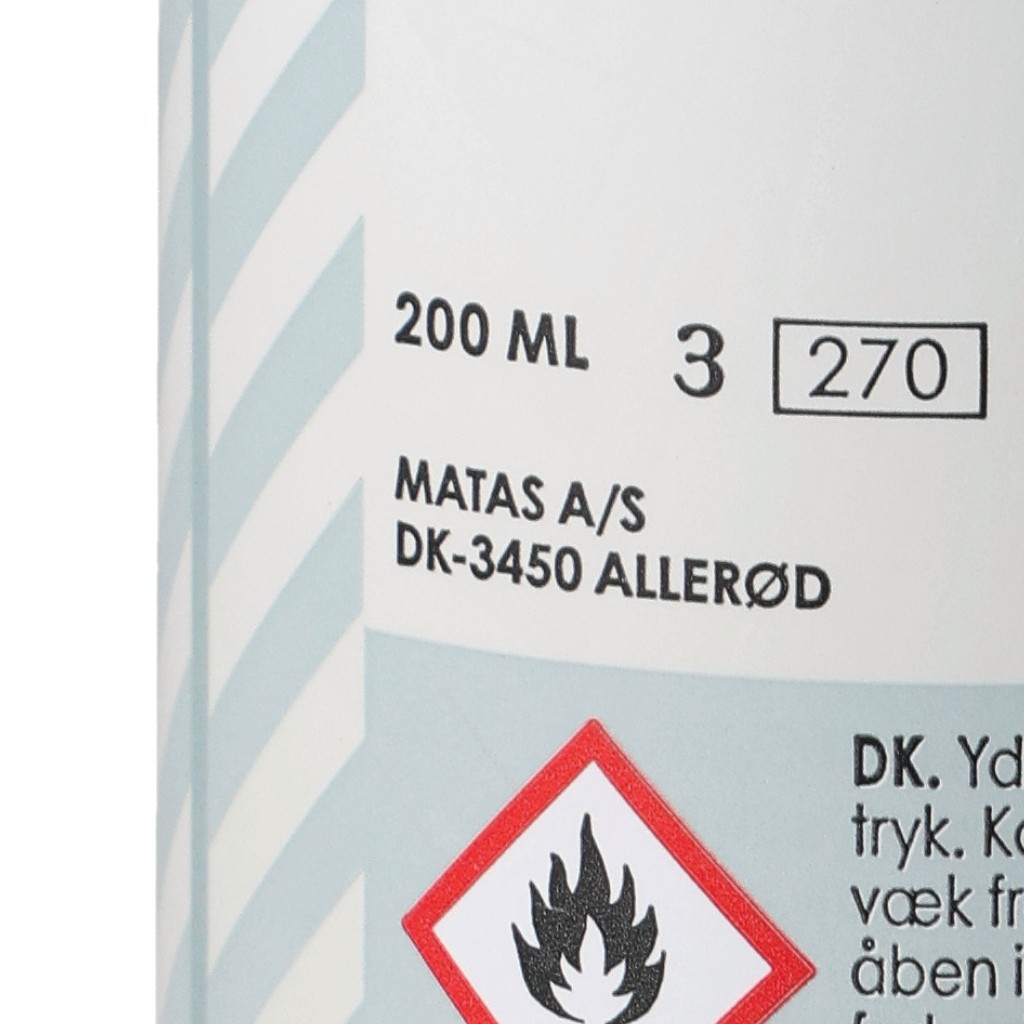 200 ML 3 270
MATAS A/S
DK-3450 ALLERØD
DK.
tryk.
væk
åben